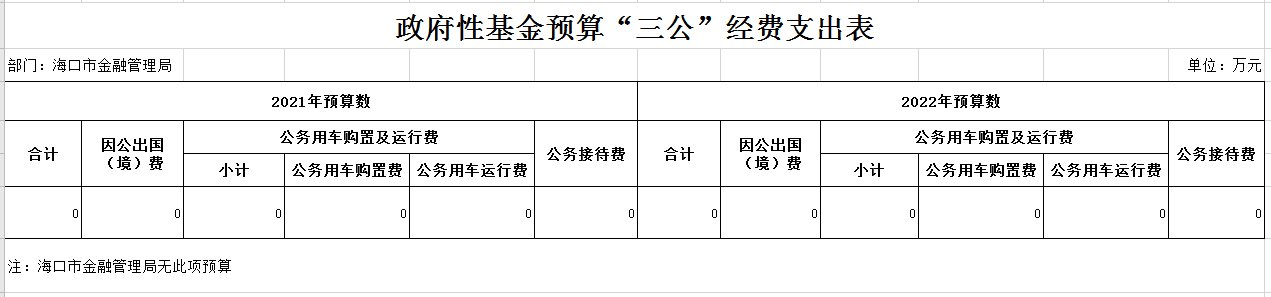 政府性基金预算“三公”经费支出表
部门：海口市金融管理局 单位：万元
2021年预算数 2022年预算数
合计 因公出国（境）费 公务用车购置及运行费 公务接待费 合计 因公出国（境）费 公务用车购置及运行费 公务接待费
小计 公务用车购置费 公务用车运行费 小计 公务用车购置费 公务用车运行费
0 0 0 0 0 0 0 0 0 0 0 0
注：海口市金融管理局无此项预算